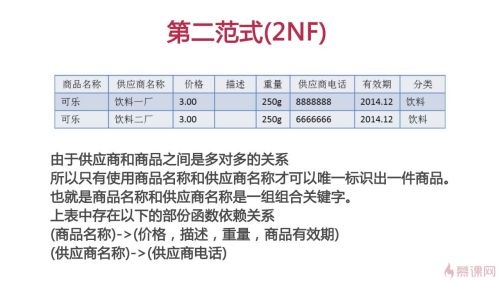 第二范式(2NF)
商品名称 供应商名称 价格 描述 重量 供应商电话 有效期 分类
可乐 饮料一厂 3.00 250g 8888888 2014.12 饮料
可乐 饮料二厂 3.00 250g 6666666 2014.12 饮料
由于供应商和商品之间是多对多的关系
所以只有使用商品名称和供应商名称才可以唯一标识出一件商品。
也就是商品名称和供应商名称是一组组合关键字。
上表中存在以下的部份函数依赖关系
(商品名称)->(价格，描述，重量，商品有效期)
(供应商名称)->(供应商电话)
慕课网